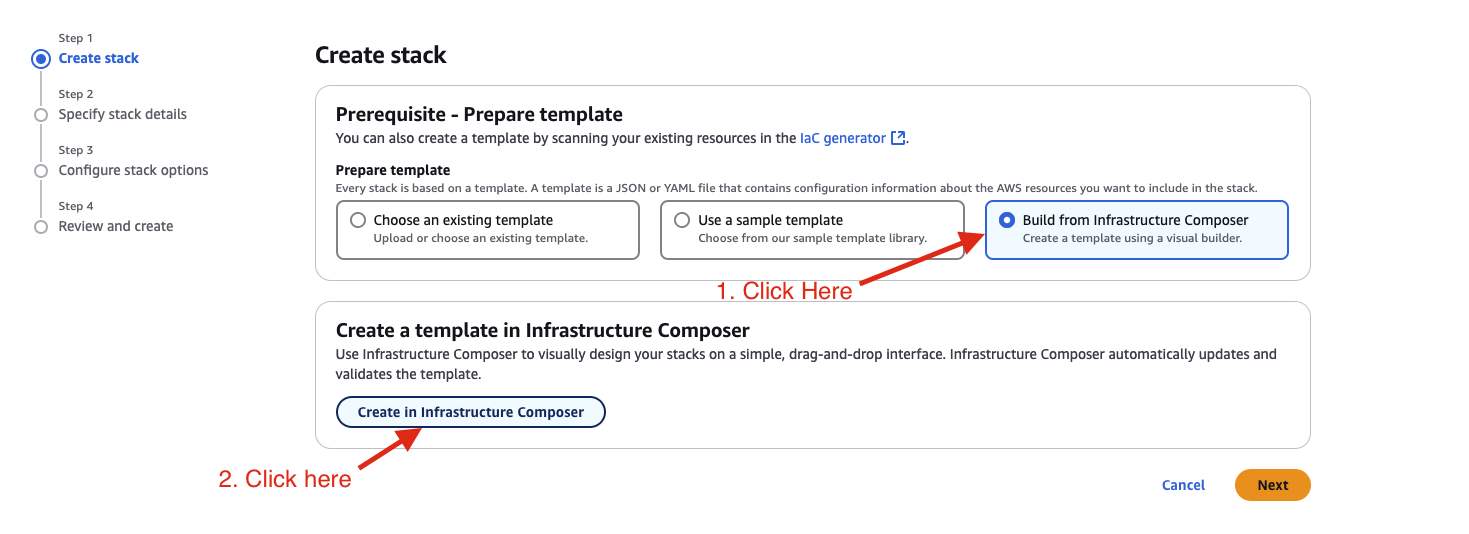 Step 1
Create stack
Step 2
Specify stack details
Step 3
Configure stack options
Step 4
Review and create
Create stack
Prerequisite - Prepare template
You can also create a template by scanning your existing resources in the IaC generator.
Prepare template
Every stack is based on a template. A template is a JSON or YAML file that contains configuration information about the AWS resources you want to include in the stack.
Choose an existing template
Upload or choose an existing template.
Use a sample template
Choose from our sample template library.
Build from Infrastructure Composer
Create a template using a visual builder.
1. Click Here
Create a template in Infrastructure Composer
Use Infrastructure Composer to visually design your stacks on a simple, drag-and-drop interface. Infrastructure Composer automatically updates and
validates the template.
Create in Infrastructure Composer
2. Click here
Cancel
Next